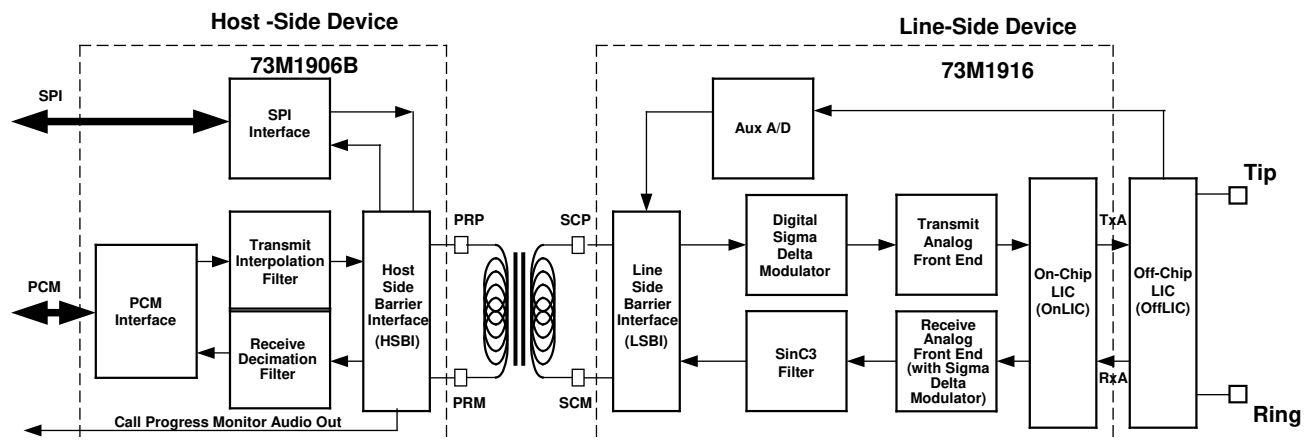 Host -Side Device
Line-Side Device
73M1906B
73M1916
SPI
SPI
Interface
Aux A/D
Tip
PRP
SCP
TxA
Transmit
Interpolation
Filter
Digital
Sigma
Delta
Modulator
Transmit
Analog
Front End
PCM
PCM
Interface
Host
Side
Barrier
Interface
(HSBI)
Line
Side
Barrier
Interface
(LSBI)
On-Chip
LIC
(OnLIC)
Off-Chip
LIC
(OffLIC)
Receive
Decimation
Filter
SinC3
Filter
Receive
Analog
Front End
(with Sigma
Delta
Modulator)
RxA
PRM
SCM
Ring
Call Progress Monitor Audio Out